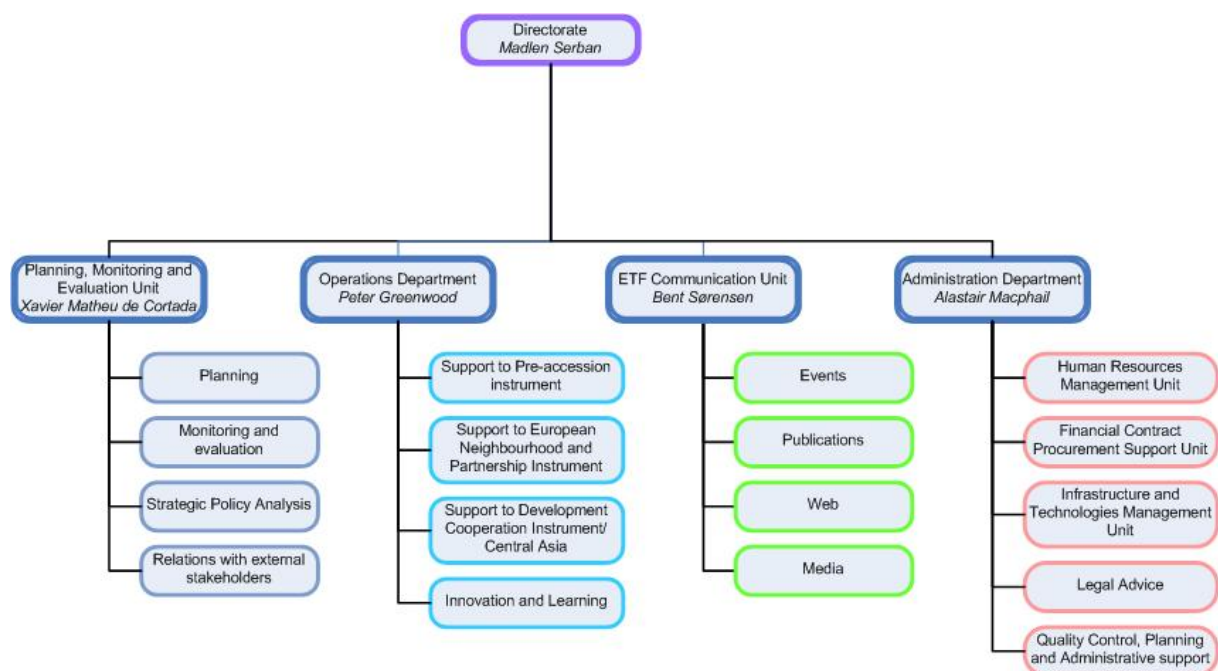 Directorate
Madlen Serban
Planning, Monitoring and
Evaluation Unit
Xavier Matheu de Cortada
Operations Department
Peter Greenwood
ETF Communication Unit
Bent Sørensen
Administration Department
Alastair Macphail
Planning
Monitoring and
evaluation
Strategic Policy Analysis
Relations with external
stakeholders
Support to Pre-accession
instrument
Support to European
Neighbourhood and
Partnership Instrument
Support to Development
Cooperation Instrument/
Central Asia
Innovation and Learning
Events
Publications
Web
Media
Human Resources
Management Unit
Financial Contract
Procurement Support Unit
Infrastructure and
Technologies Management
Unit
Legal Advice
Quality Control, Planning
and Administrative support